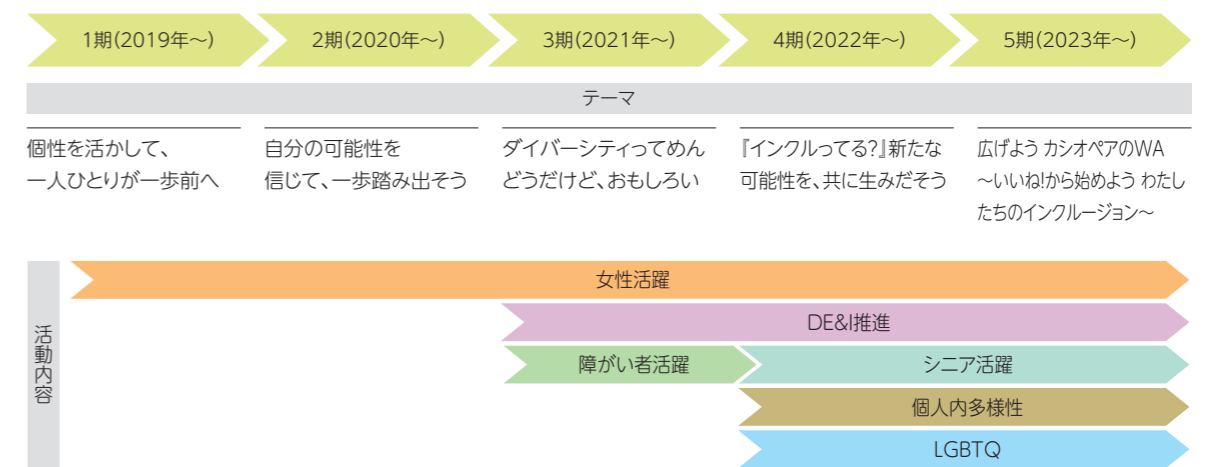 1期(2019年～)
2期(2020年～)
3期(2021年～)
4期(2022年～)
5期(2023年～)
テーマ
個性を活かして、
一人ひとりが一歩前へ
自分の可能性を
信じて、一歩踏み出そう
ダイバーシティってめん
どうだけど、おもしろい
『インクルってる?』新たな
可能性を、共に生みだそう
広げよう カシオペアのWA
～いいね!から始めよう わたし
たちのインクルージョン～
活動内容
女性活躍
DE&I推進
障がい者活躍
シニア活躍
個人内多様性
LGBTQ